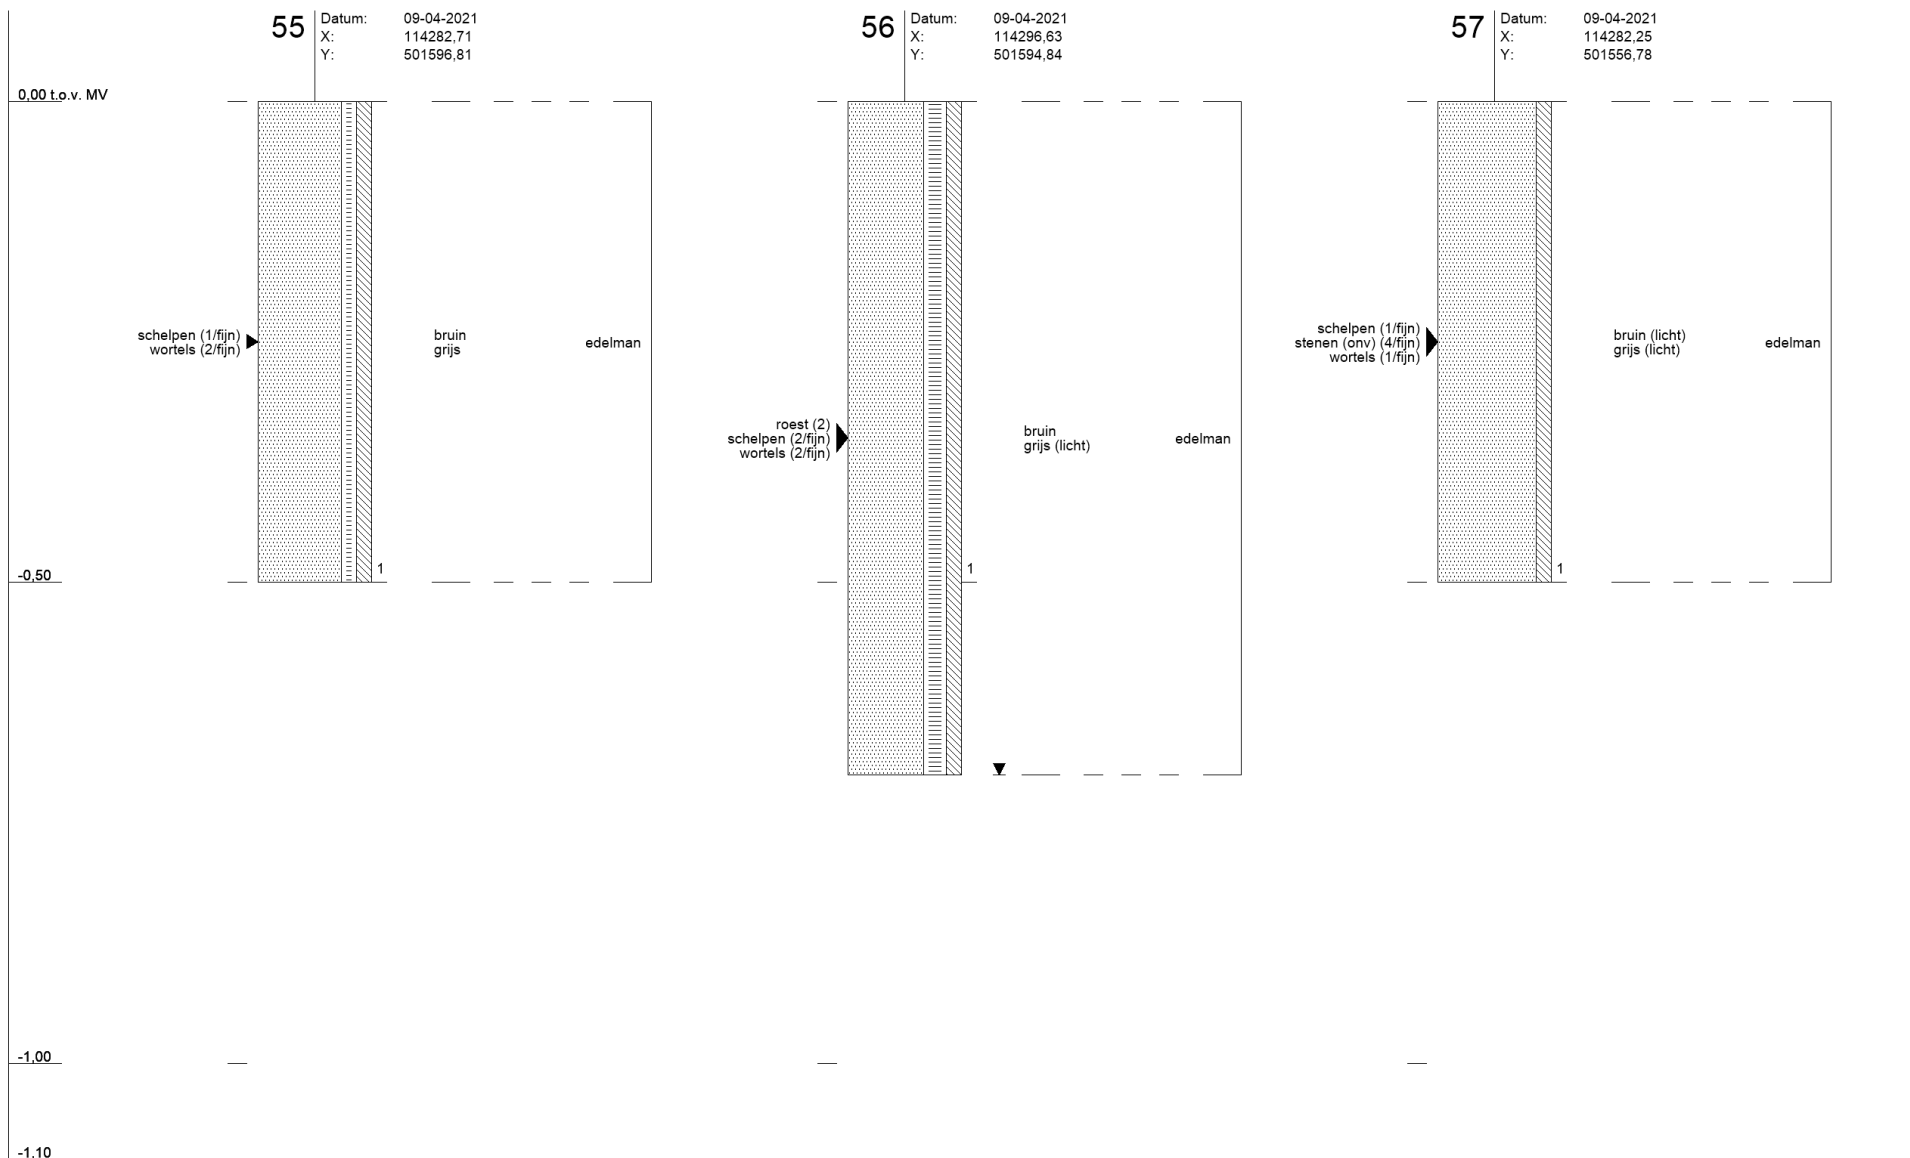 55
Datum: 09-04-2021
X: 114282,71
Y: 501596,81
56
Datum: 09-04-2021
X: 114296,63
Y: 501594,84
57
Datum: 09-04-2021
X: 114282,25
Y: 501556,78
0,00 t.o.v. MV
schelpen (1/fijn)
wortels (2/fijn)
bruin
grijs
edelman
1
roest (2)
schelpen (2/fijn)
wortels (2/fijn)
bruin
grijs (licht)
edelman
1
schelpen (1/fijn)
stenen (onv) (4/fijn)
wortels (1/fijn)
bruin (licht)
grijs (licht)
edelman
1
-0,50
-1,00
-1,10